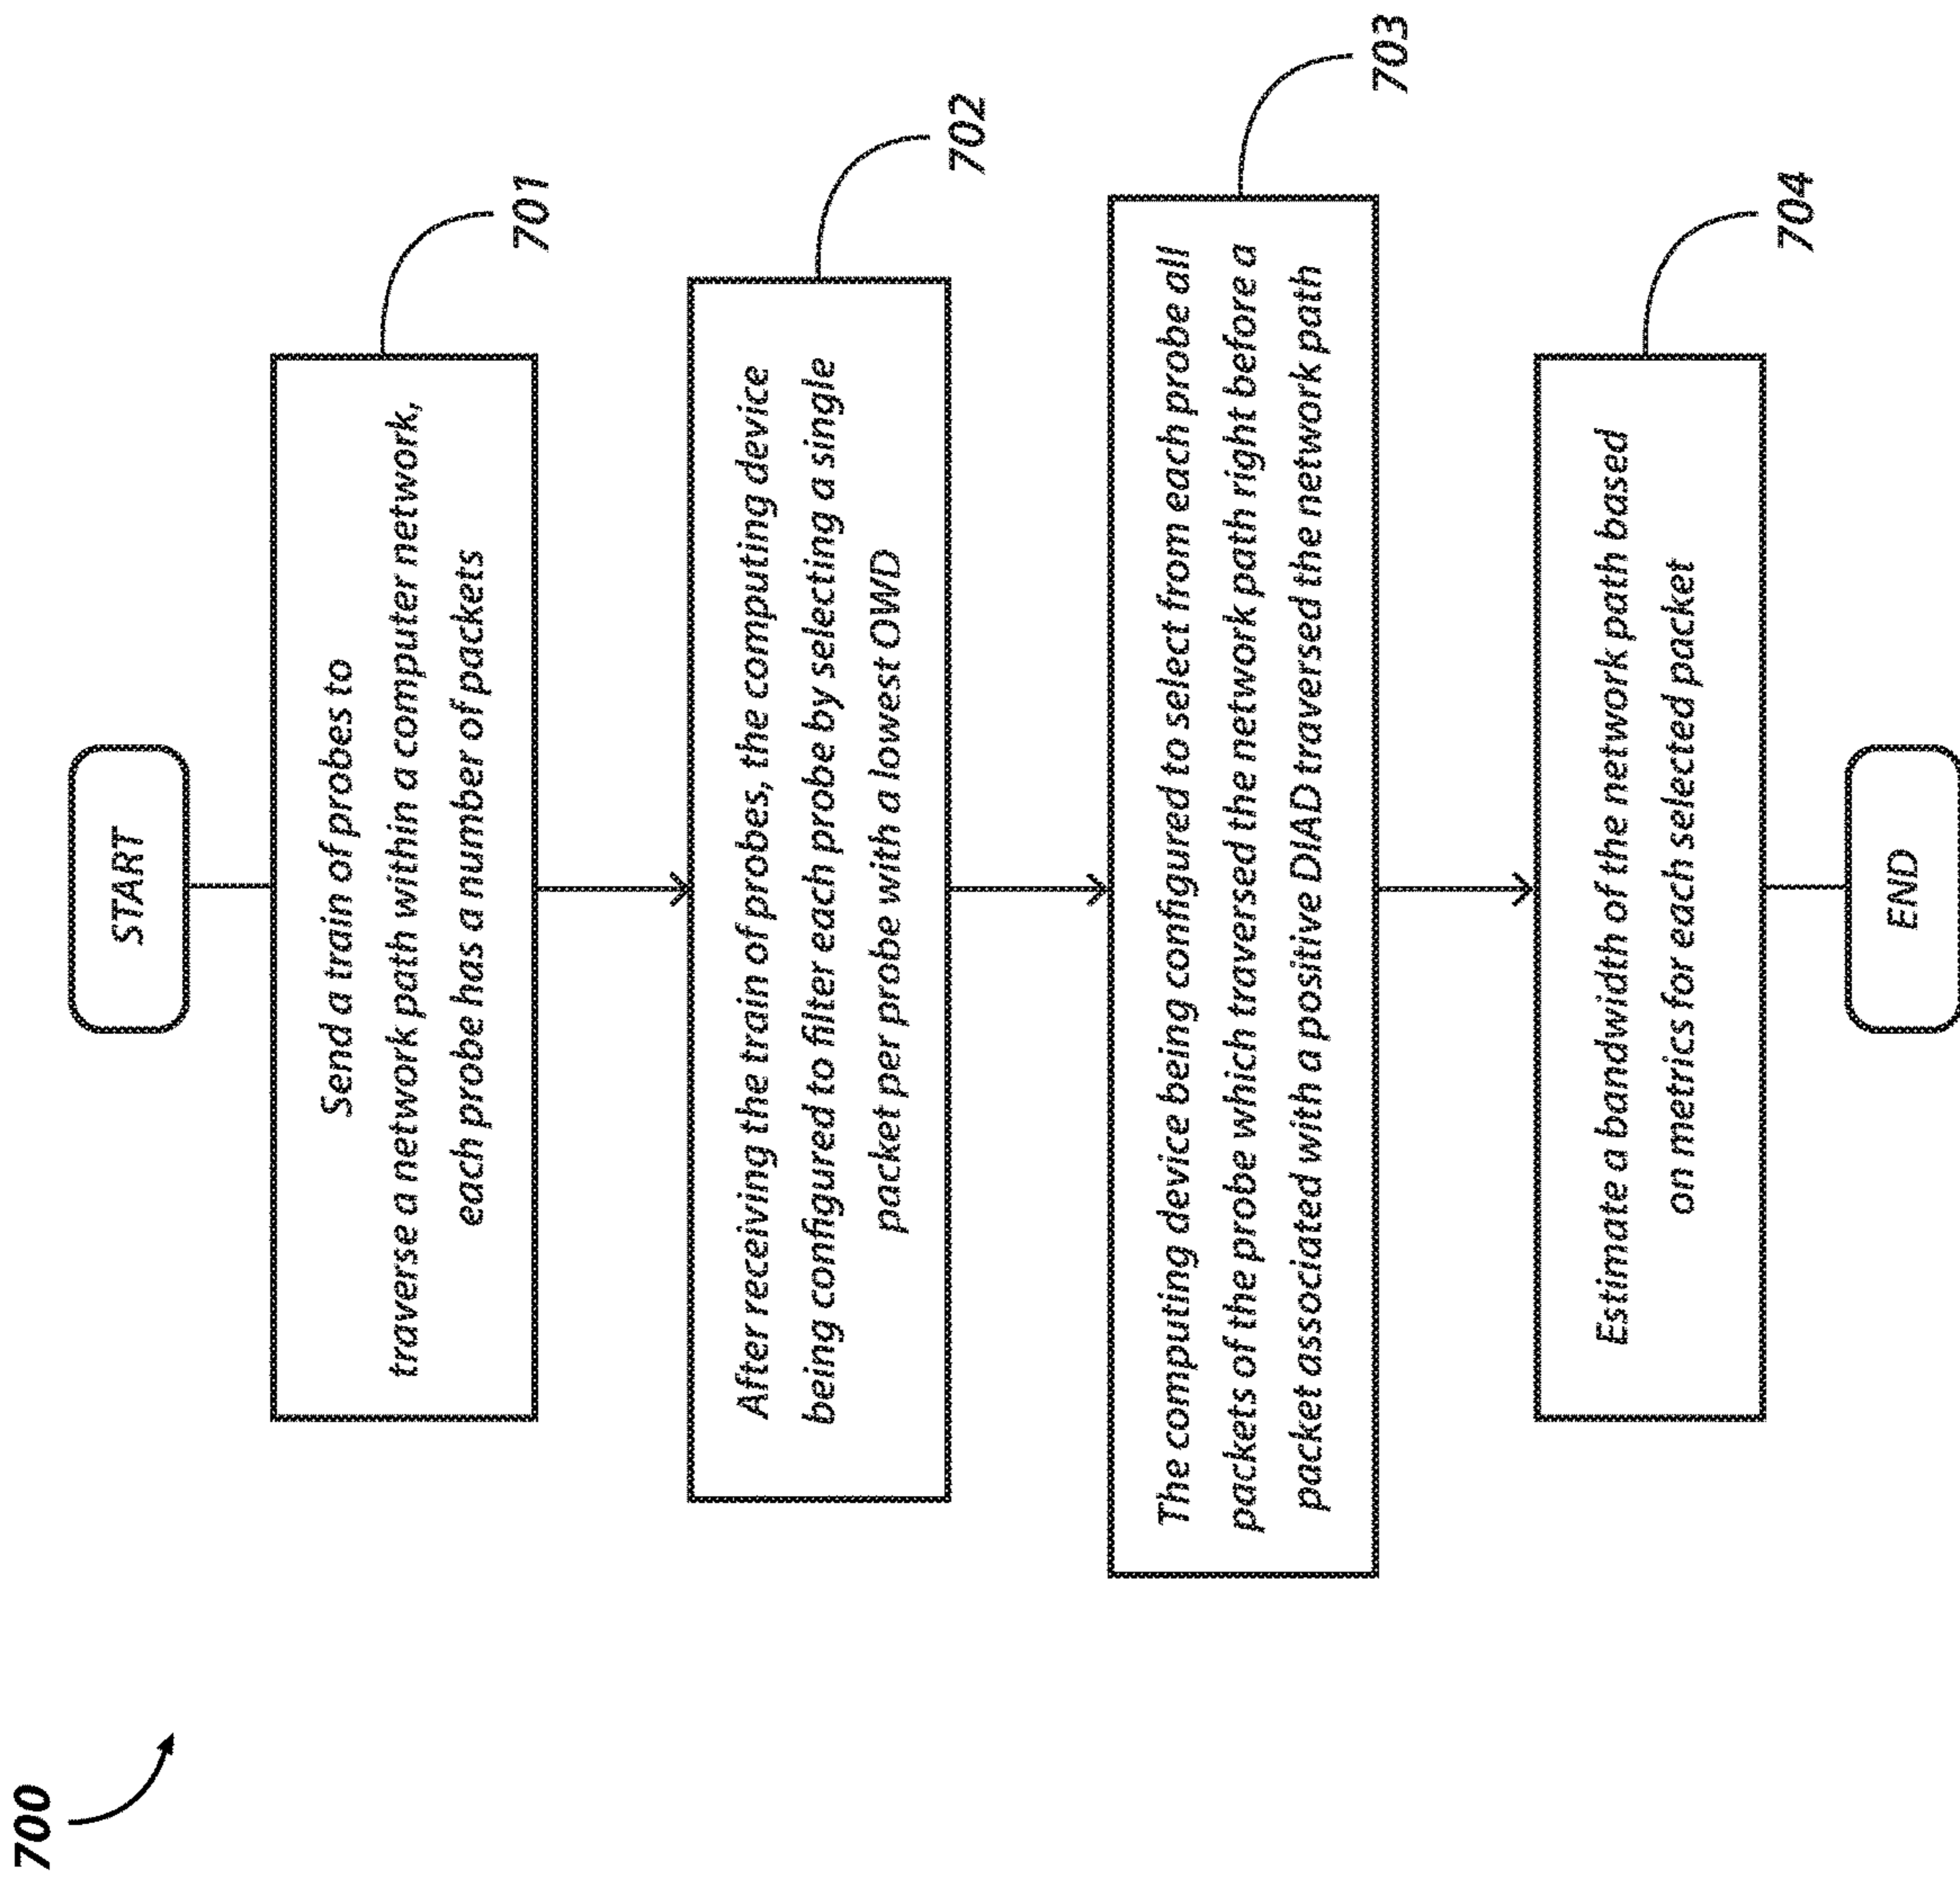 700
START
Send a train of probes to
traverse a network path within a computer network,
each probe has a number of packets
701
After receiving the train of probes, the computing device
being configured to filter each probe by selecting a single
packet per probe with a lowest OWD
702
The computing device being configured to select from each probe all
packets of the probe which traversed the network path right before a
packet associated with a positive DIAD traversed the network path
703
Estimate a bandwidth of the network path based
on metrics for each selected packet
704
END